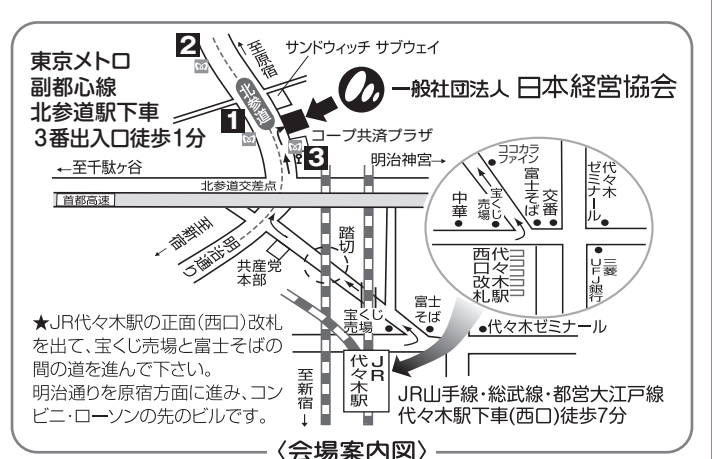 東京メトロ
副都心線
北参道駅下車
3番出入口徒歩1分
2
至原宿
サンドウィッチ サブウェイ
北参道
一般社団法人 日本経営協会
1
コープ共済プラザ
3
←至千駄ヶ谷
明治神宮→
北参道交差点
首都高速
至新宿
明治通り
共産党
本部
踏切
宝くじ
売場
富士
そば
代々木ゼミナール
JR
代々木駅
至新宿
ココカラ
ファイン
中華
宝くじ
売場
富士そば
交番
代々木
ゼミナール
代々木駅
西口改札
三菱
UFJ銀行
★JR代々木駅の正面(西口)改札
を出て、宝くじ売場と富士そばの
間の道を進んで下さい。
明治通りを原宿方面に進み、コン
ビニ・ローソンの先のビルです。
JR山手線・総武線・都営大江戸線
代々木駅下車(西口)徒歩7分
〈会場案内図〉